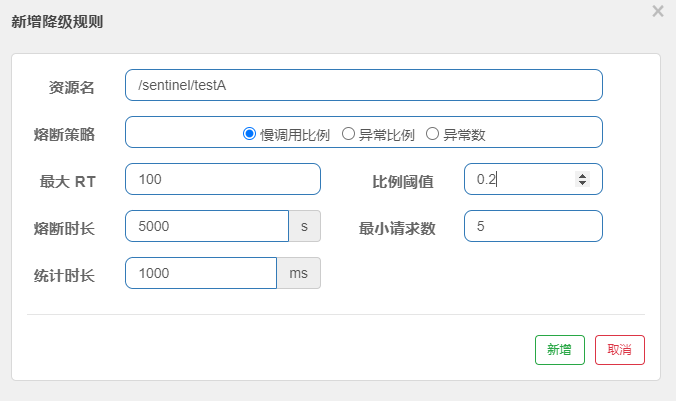 新增降级规则
×
资源名 /sentinel/testA
熔断策略 慢调用比例 异常比例 异常数
最大 RT 100 比例阈值 0.2
熔断时长 5000 s 最小请求数 5
统计时长 1000 ms
新增 取消